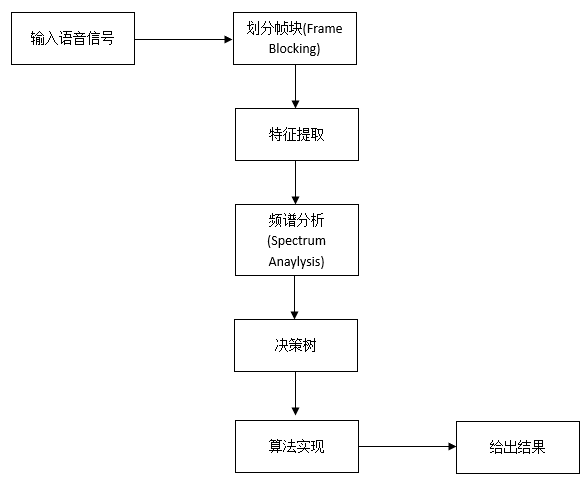 输入语音信号
划分帧块(Frame
Blocking)
特征提取
频谱分析
(Spectrum
Anaylysis)
决策树
算法实现
给出结果